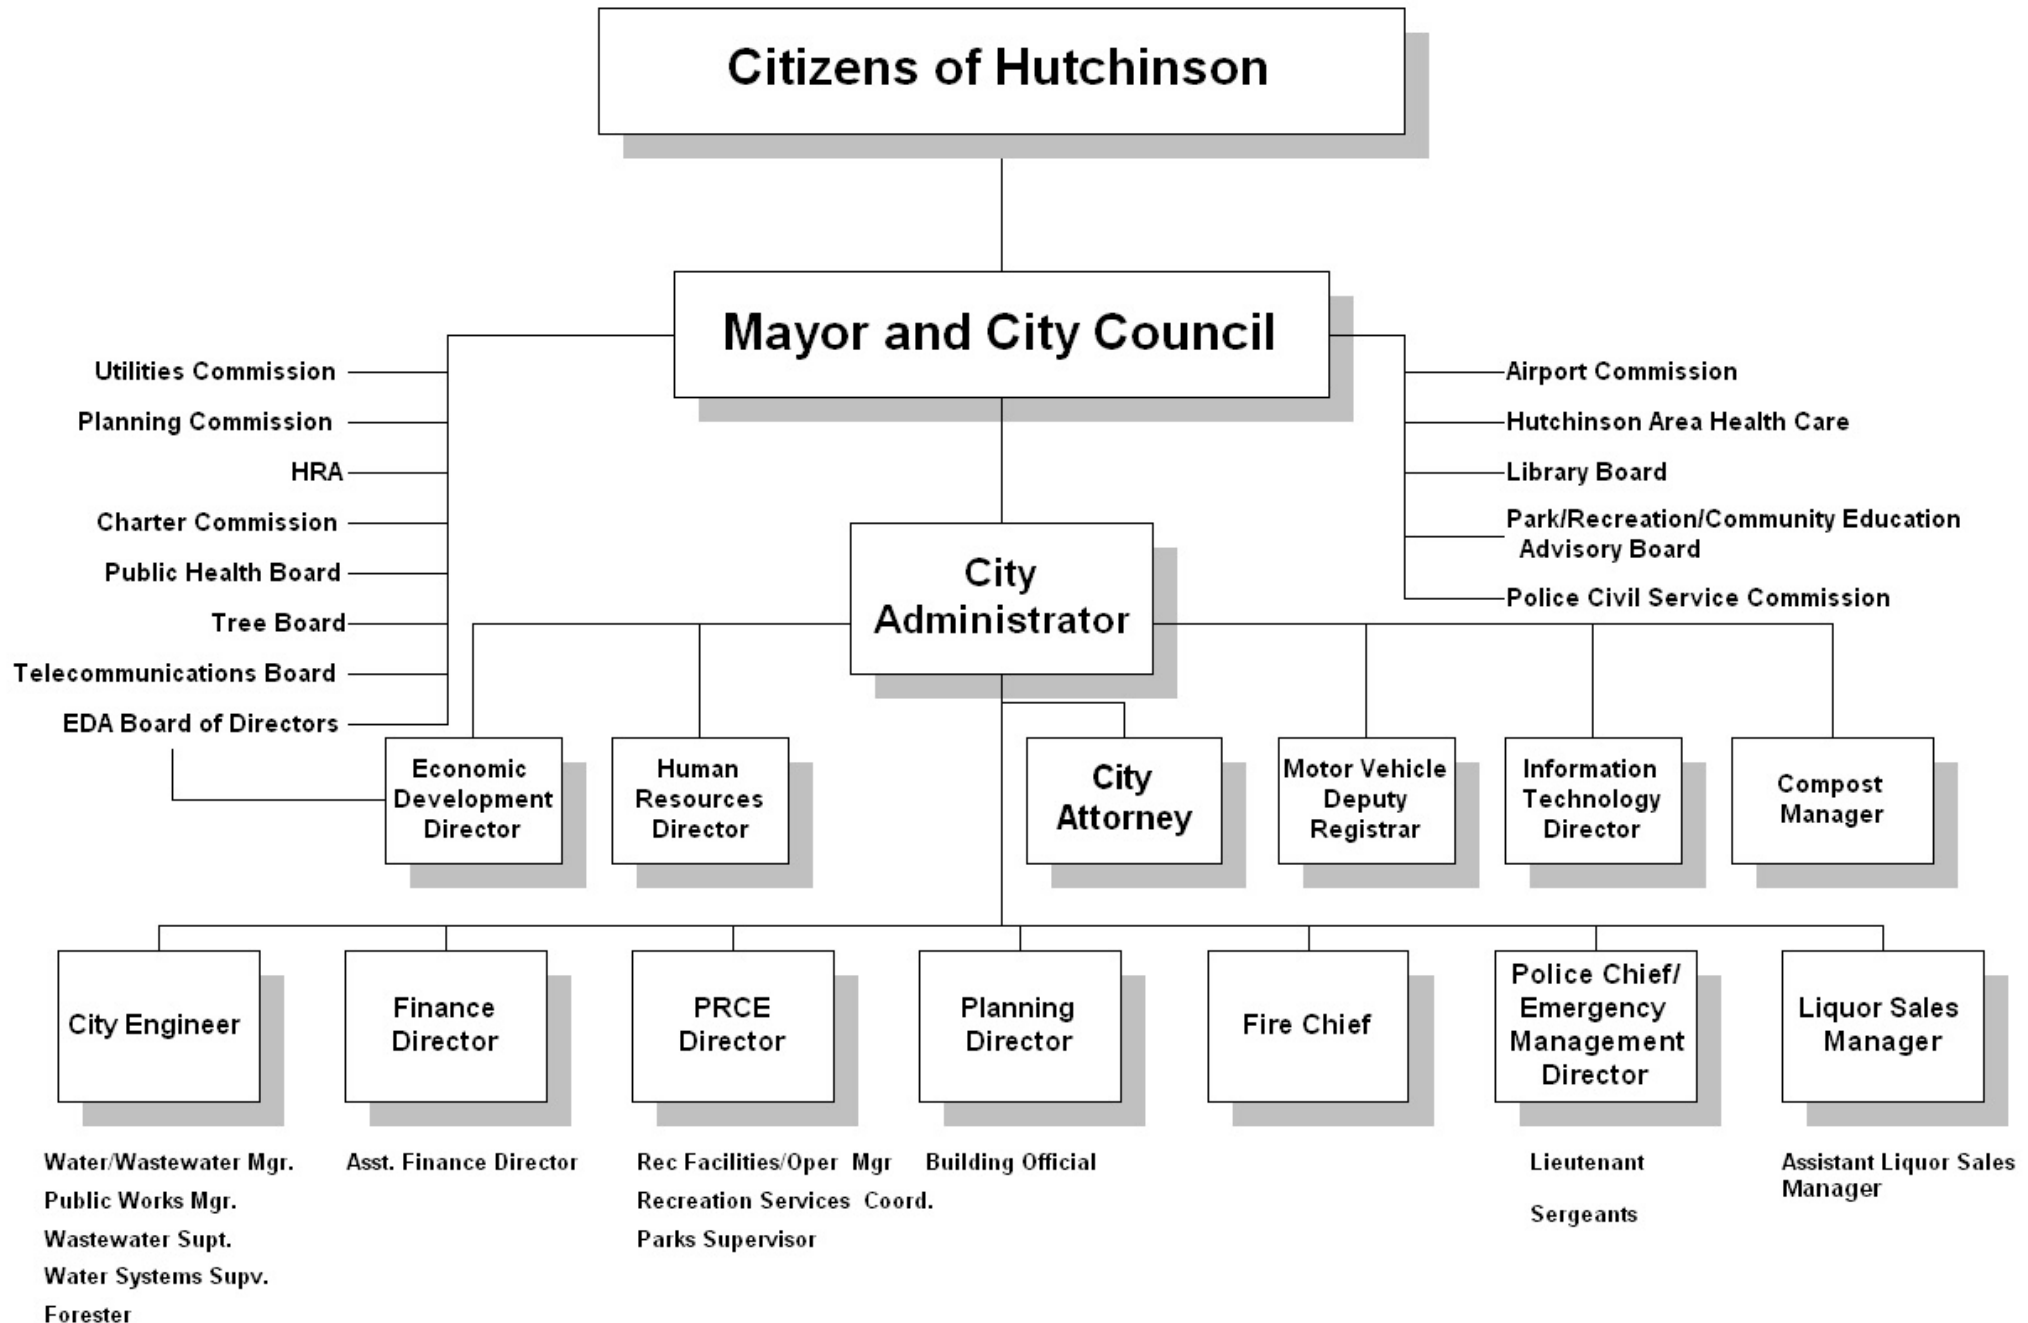 Citizens of Hutchinson
Mayor and City Council
Utilities Commission
Planning Commission
HRA
Charter Commission
Public Health Board
Tree Board
Telecommunications Board
EDA Board of Directors
Airport Commission
Hutchinson Area Health Care
Library Board
Park/Recreation/Community Education
Advisory Board
Police Civil Service Commission
City
Administrator
Economic
Development
Director
Human
Resources
Director
City
Attorney
Motor Vehicle
Deputy
Registrar
Information
Technology
Director
Compost
Manager
City Engineer
Finance
Director
PRCE
Director
Planning
Director
Fire Chief
Police Chief/
Emergency
Management
Director
Liquor Sales
Manager
Water/Wastewater Mgr.
Public Works Mgr.
Wastewater Supt.
Water Systems Supv.
Forester
Asst. Finance Director
Rec Facilities/Oper Mgr
Recreation Services Coord.
Parks Supervisor
Building Official
Lieutenant
Sergeants
Assistant Liquor Sales
Manager